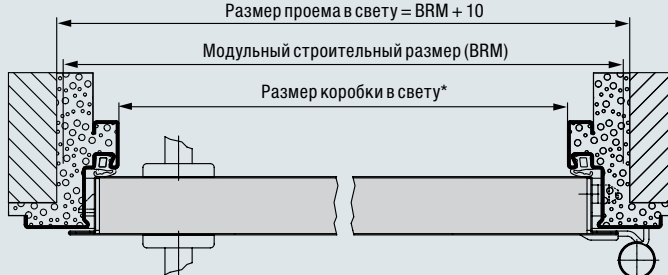 Размер проема в свету = BRM + 10
Модульный строительный размер (BRM)
Размер коробки в свету*